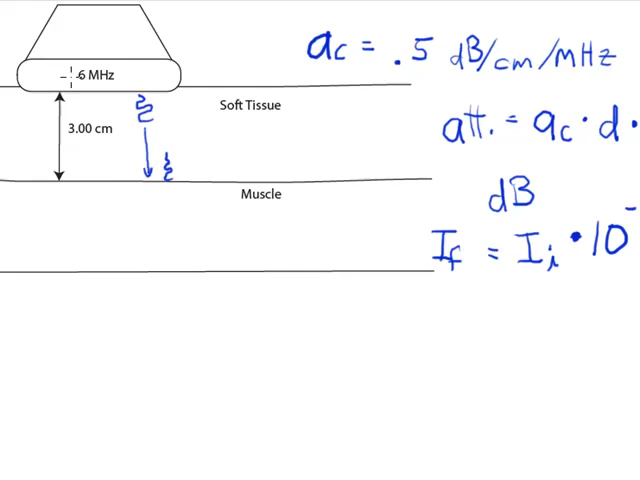 ac = .5 dB/cm/MHz
6 MHz
Soft Tissue
att. = ac • d •
3.00 cm
dB
Muscle
If = Ii • 10-